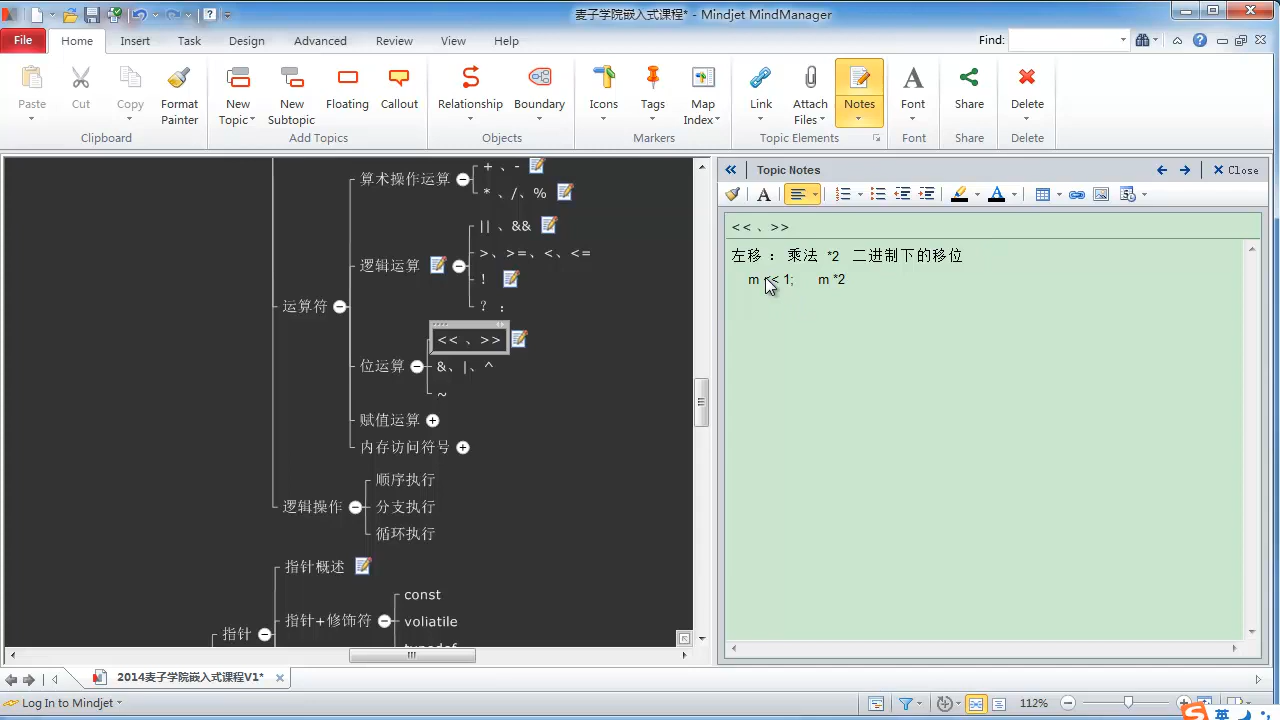 麦子学院嵌入式课程* - Mindjet MindManager
File Home Insert Task Design Advanced Review View Help Find:
Paste Cut Copy Format Painter New Topic New Subtopic Floating Callout Relationship Boundary Icons Tags Map Index Link Attach Files Notes Font Share Delete
Clipboard Add Topics Objects Markers Topic Elements Font Share Delete
算术操作运算
+ 、-
* 、/、%
逻辑运算
|| 、&&
>、>=、<、<=
!
? :
运算符
位运算
<< 、>>
&、|、^
~
赋值运算
内存访问符号
逻辑操作
顺序执行
分支执行
循环执行
指针概述
指针+修饰符
const
voliatile
typedef
指针
Topic Notes
Close
<< 、>>
左移 : 乘法 *2 二进制下的移位
m << 1; m *2
2014麦子学院嵌入式课程V1*
Log In to Mindjet
112%
英